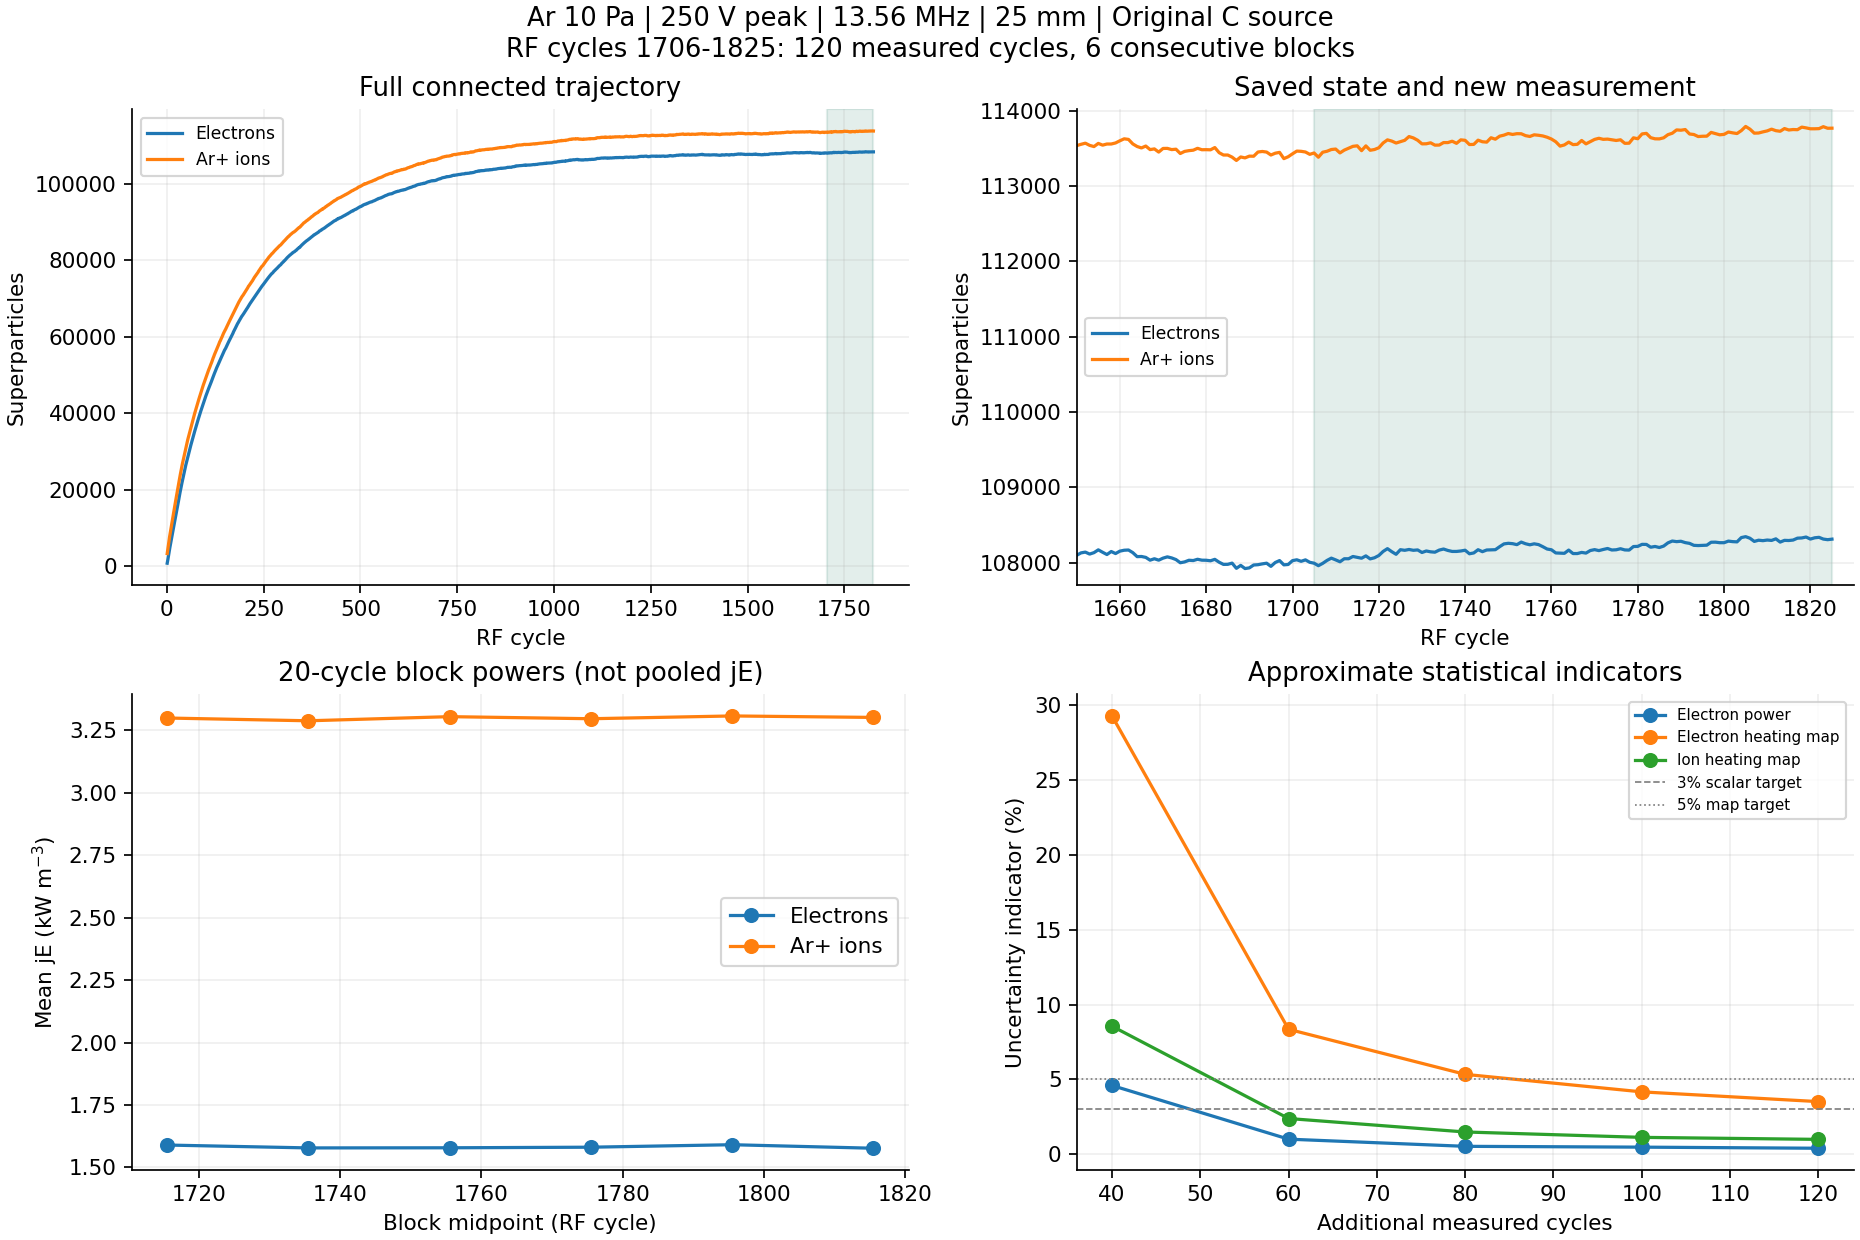 Ar 10 Pa | 250 V peak | 13.56 MHz | 25 mm | Original C source
RF cycles 1706-1825: 120 measured cycles, 6 consecutive blocks
Full connected trajectory
Electrons
Ar+ ions
Superparticles
100000
80000
60000
40000
20000
0
0 250 500 750 1000 1250 1500 1750
RF cycle
Saved state and new measurement
Electrons
Ar+ ions
Superparticles
114000
113000
112000
111000
110000
109000
108000
1660 1680 1700 1720 1740 1760 1780 1800 1820
RF cycle
20-cycle block powers (not pooled jE)
Electrons
Ar+ ions
Mean jE (kW m⁻³)
3.25
3.00
2.75
2.50
2.25
2.00
1.75
1.50
1720 1740 1760 1780 1800 1820
Block midpoint (RF cycle)
Approximate statistical indicators
Electron power
Electron heating map
Ion heating map
3% scalar target
5% map target
Uncertainty indicator (%)
30
25
20
15
10
5
0
40 50 60 70 80 90 100 110 120
Additional measured cycles